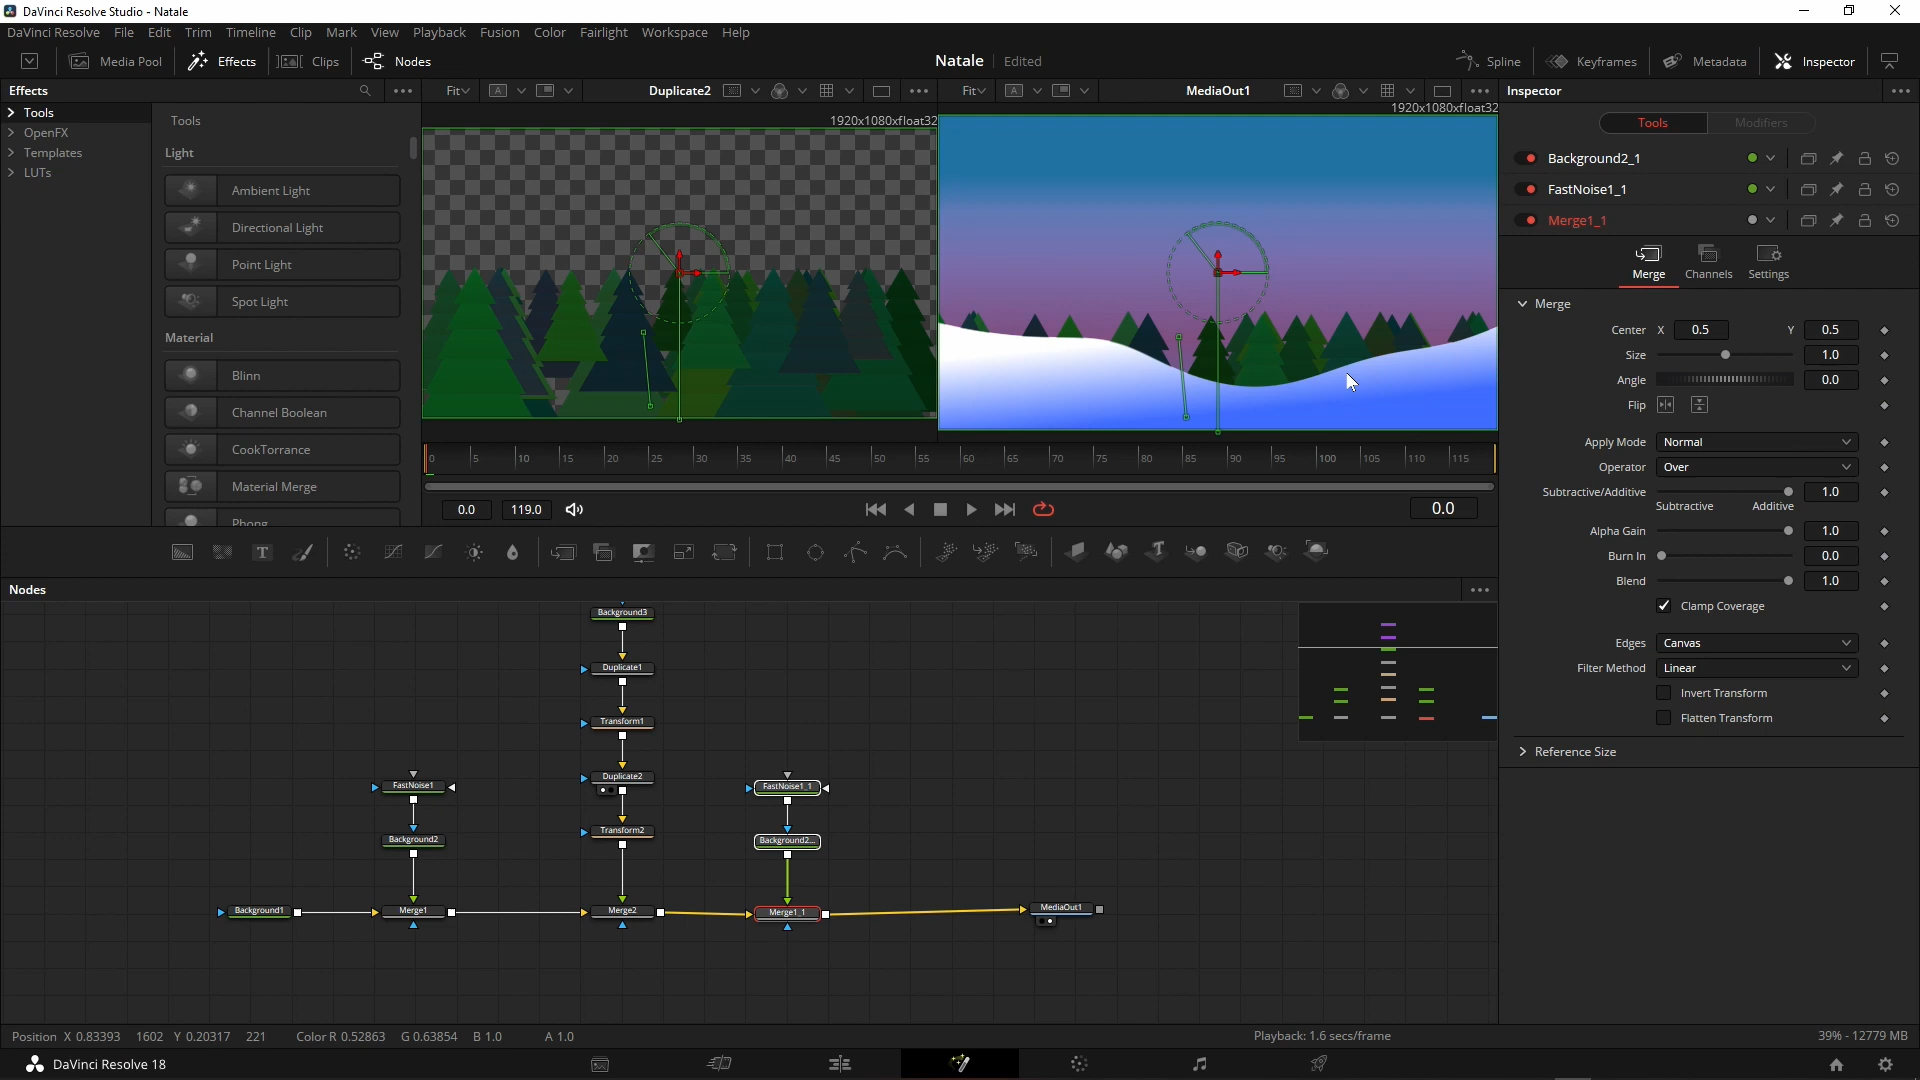 DaVinci Resolve Studio - Natale
DaVinci Resolve File Edit Trim Timeline Clip Mark View Playback Fusion Color Fairlight Workspace Help
Media Pool Effects Clips Nodes Natale Edited Spline Keyframes Metadata Inspector
Effects Fit A Duplicate2 Fit A MediaOut1 Inspector
1920x1080xfloat32 1920x1080xfloat32
Tools
OpenFX
Templates
LUTs
Tools
Light
Ambient Light
Directional Light
Point Light
Spot Light
Material
Blinn
Channel Boolean
CookTorrance
Material Merge
Phong
0 5 10 15 20 25 30 35 40 45 50 55 60 65 70 75 80 85 90 95 100 105 110 115
0.0 119.0 0.0
Tools Modifiers
Background2_1
FastNoise1_1
Merge1_1
Merge Channels Settings
Merge
Center X 0.5 Y 0.5
Size 1.0
Angle 0.0
Flip
Apply Mode Normal
Operator Over
Subtractive/Additive 1.0
Subtractive Additive
Alpha Gain 1.0
Burn In 0.0
Blend 1.0
Clamp Coverage
Edges Canvas
Filter Method Linear
Invert Transform
Flatten Transform
Reference Size
T T
Nodes
Background3
Duplicate1
Transform1
Duplicate2
FastNoise1 FastNoise1_1
Transform2
Background2 Background2...
Background1 Merge1 Merge2 Merge1_1 MediaOut1
Position X 0.83393 1602 Y 0.20317 221 Color R 0.52863 G 0.63854 B 1.0 A 1.0 Playback: 1.6 secs/frame 39% - 12779 MB
DaVinci Resolve 18